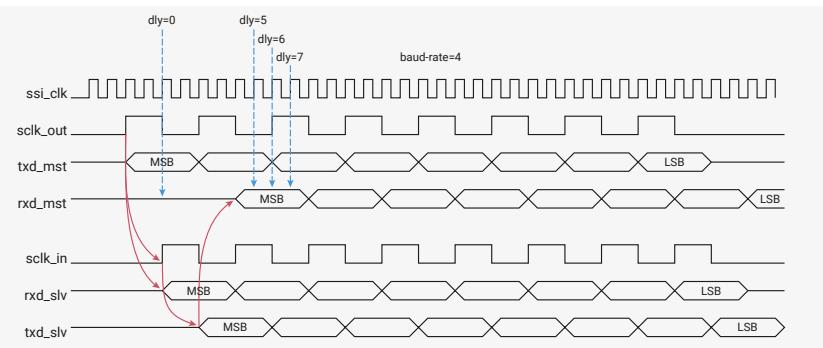 dly=0 dly=5
dly=6
dly=7 baud-rate=4
ssi_clk
sclk_out
txd_mst MSB LSB
rxd_mst MSB LSB
sclk_in
rxd_slv MSB LSB
txd_slv MSB LSB